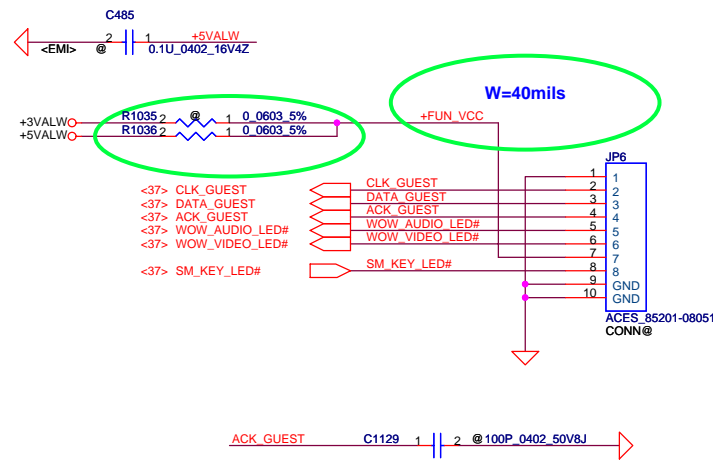 C485
2 1 +5VALW
<EMI> @ 0.1U_0402_16V4Z
W=40mils
+3VALW R1035 2 @ 1 0_0603_5% +FUN_VCC
+5VALW R1036 2 1 0_0603_5%
JP6
1 1
<37> CLK_GUEST CLK_GUEST 2 2
<37> DATA_GUEST DATA_GUEST 3 3
<37> ACK_GUEST ACK_GUEST 4 4
<37> WOW_AUDIO_LED# WOW_AUDIO_LED# 5 5
<37> WOW_VIDEO_LED# WOW_VIDEO_LED# 6 6
7 7
<37> SM_KEY_LED# SM_KEY_LED# 8 8
9 GND
10 GND
ACES_85201-08051
CONN@
ACK_GUEST C1129 1 2 @ 100P_0402_50V8J